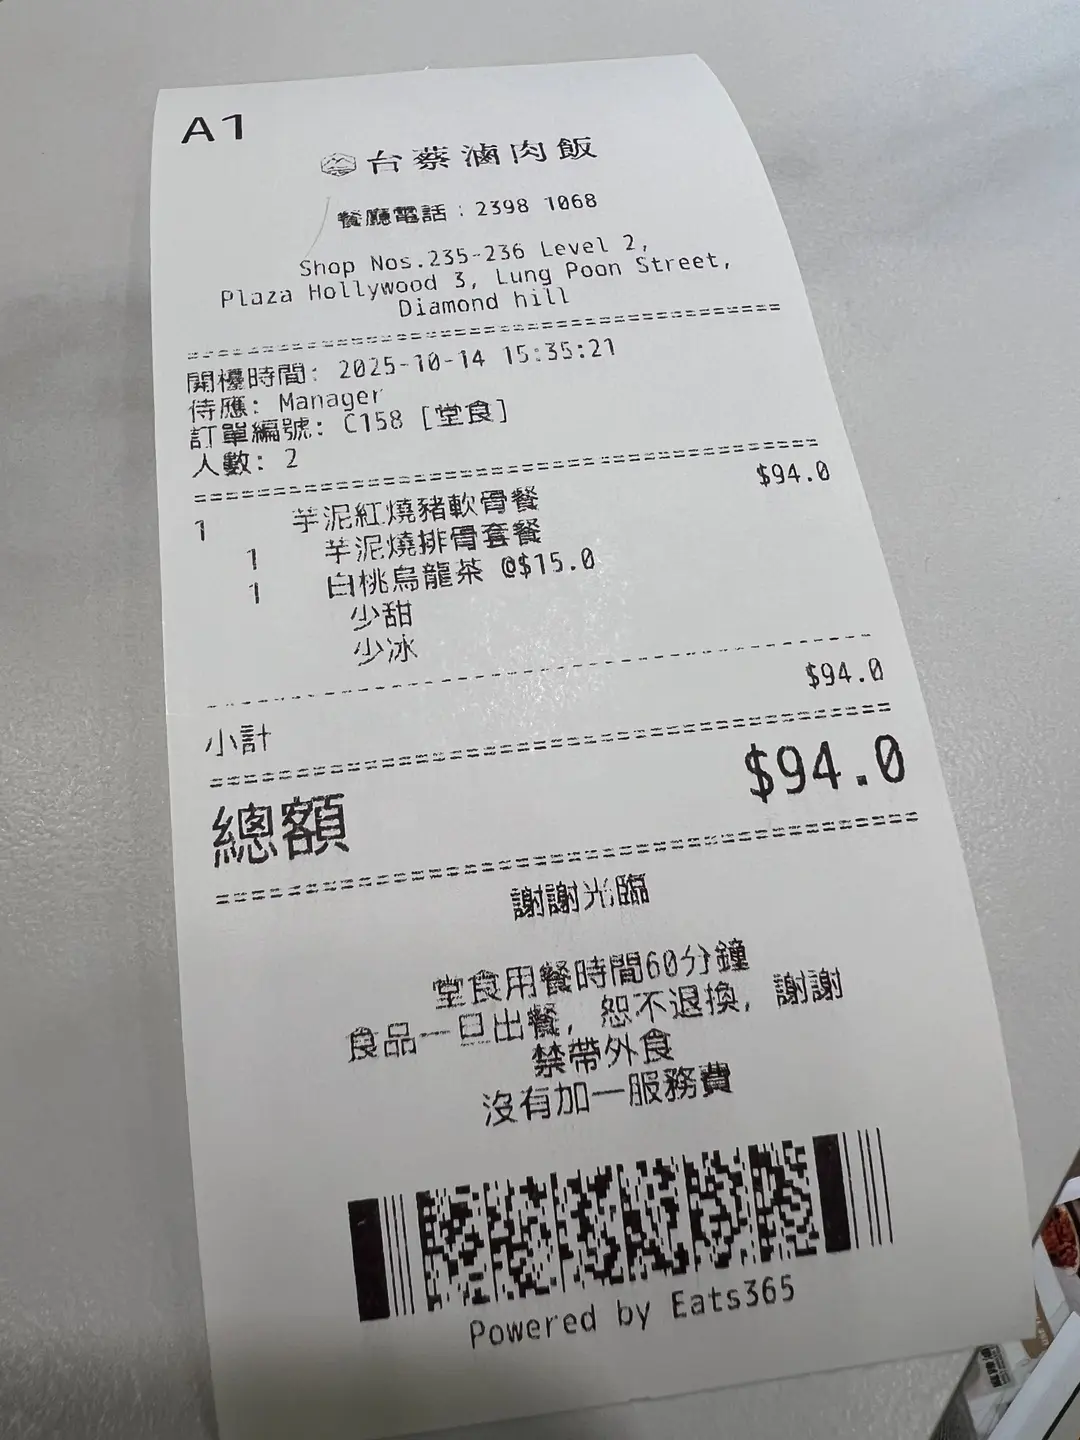 A1
台蔡滷肉飯
餐廳電話：2398 1068
Shop Nos.235-236 Level 2,
Plaza Hollywood 3, Lung Poon Street,
Diamond hill
開檯時間: 2025-10-14 15:35:21
侍應: Manager
訂單編號: C158 [堂食]
人數: 2
1 芋泥紅燒豬軟骨餐 $94.0
1 芋泥燒排骨套餐
1 白桃烏龍茶 @$15.0
少甜
少冰
小計 $94.0
總額 $94.0
謝謝光臨
堂食用餐時間60分鐘
食品一旦出餐, 恕不退換, 謝謝
禁帶外食
沒有加一服務費
Powered by Eats365